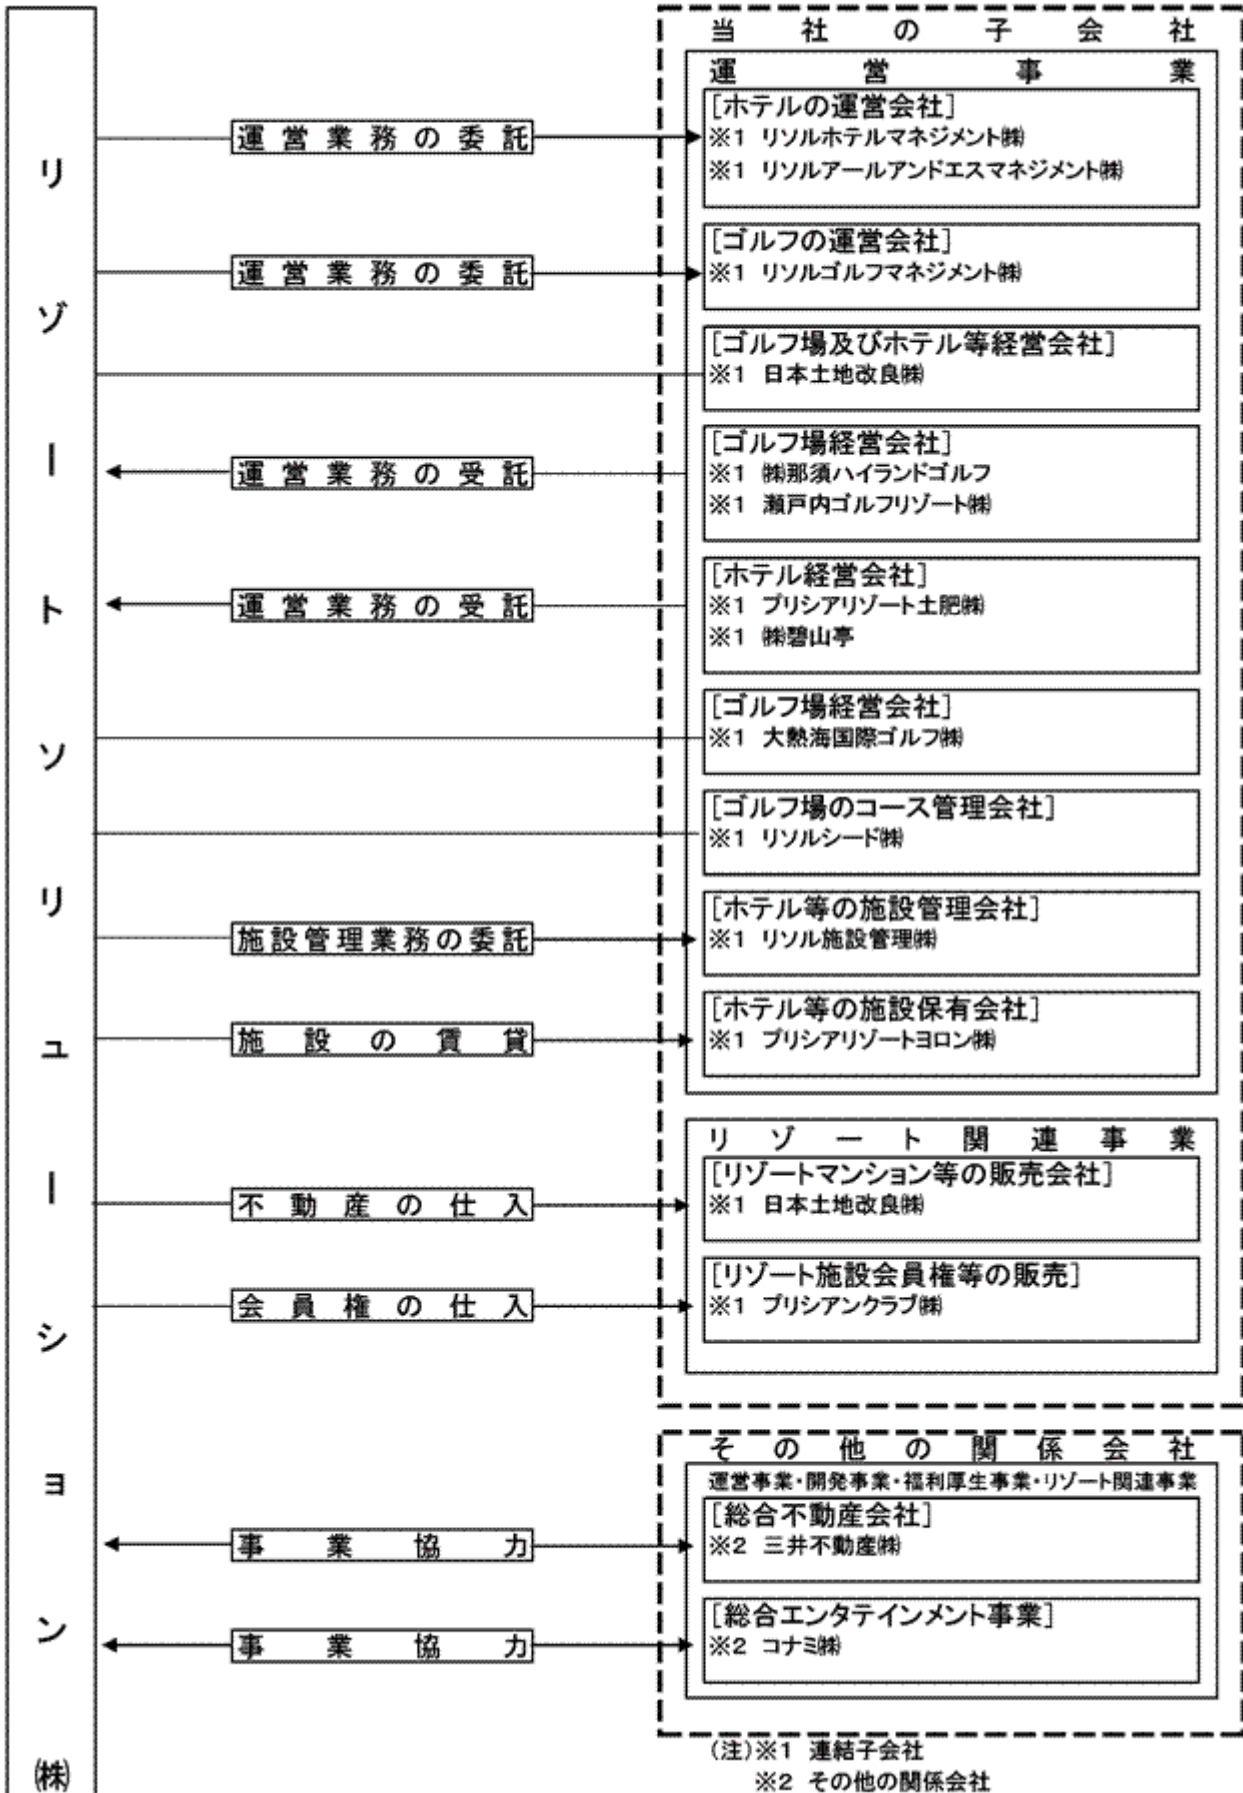 リゾートソリューション㈱
当社の子会社
運営事業
運営業務の委託
[ホテルの運営会社]
※1 リソルホテルマネジメント㈱
※1 リソルアールアンドエスマネジメント㈱
運営業務の委託
[ゴルフの運営会社]
※1 リソルゴルフマネジメント㈱
[ゴルフ場及びホテル等経営会社]
※1 日本土地改良㈱
運営業務の受託
[ゴルフ場経営会社]
※1 ㈱那須ハイランドゴルフ
※1 瀬戸内ゴルフリゾート㈱
運営業務の受託
[ホテル経営会社]
※1 プリシアリゾート土肥㈱
※1 ㈱碧山亭
[ゴルフ場経営会社]
※1 大熱海国際ゴルフ㈱
[ゴルフ場のコース管理会社]
※1 リソルシード㈱
施設管理業務の委託
[ホテル等の施設管理会社]
※1 リソル施設管理㈱
施設の賃貸
[ホテル等の施設保有会社]
※1 プリシアリゾートヨロン㈱
リゾート関連事業
不動産の仕入
[リゾートマンション等の販売会社]
※1 日本土地改良㈱
会員権の仕入
[リゾート施設会員権等の販売]
※1 プリシアンクラブ㈱
その他の関係会社
運営事業・開発事業・福利厚生事業・リゾート関連事業
事業協力
[総合不動産会社]
※2 三井不動産㈱
事業協力
[総合エンタテインメント事業]
※2 コナミ㈱
(注)※1 連結子会社
※2 その他の関係会社